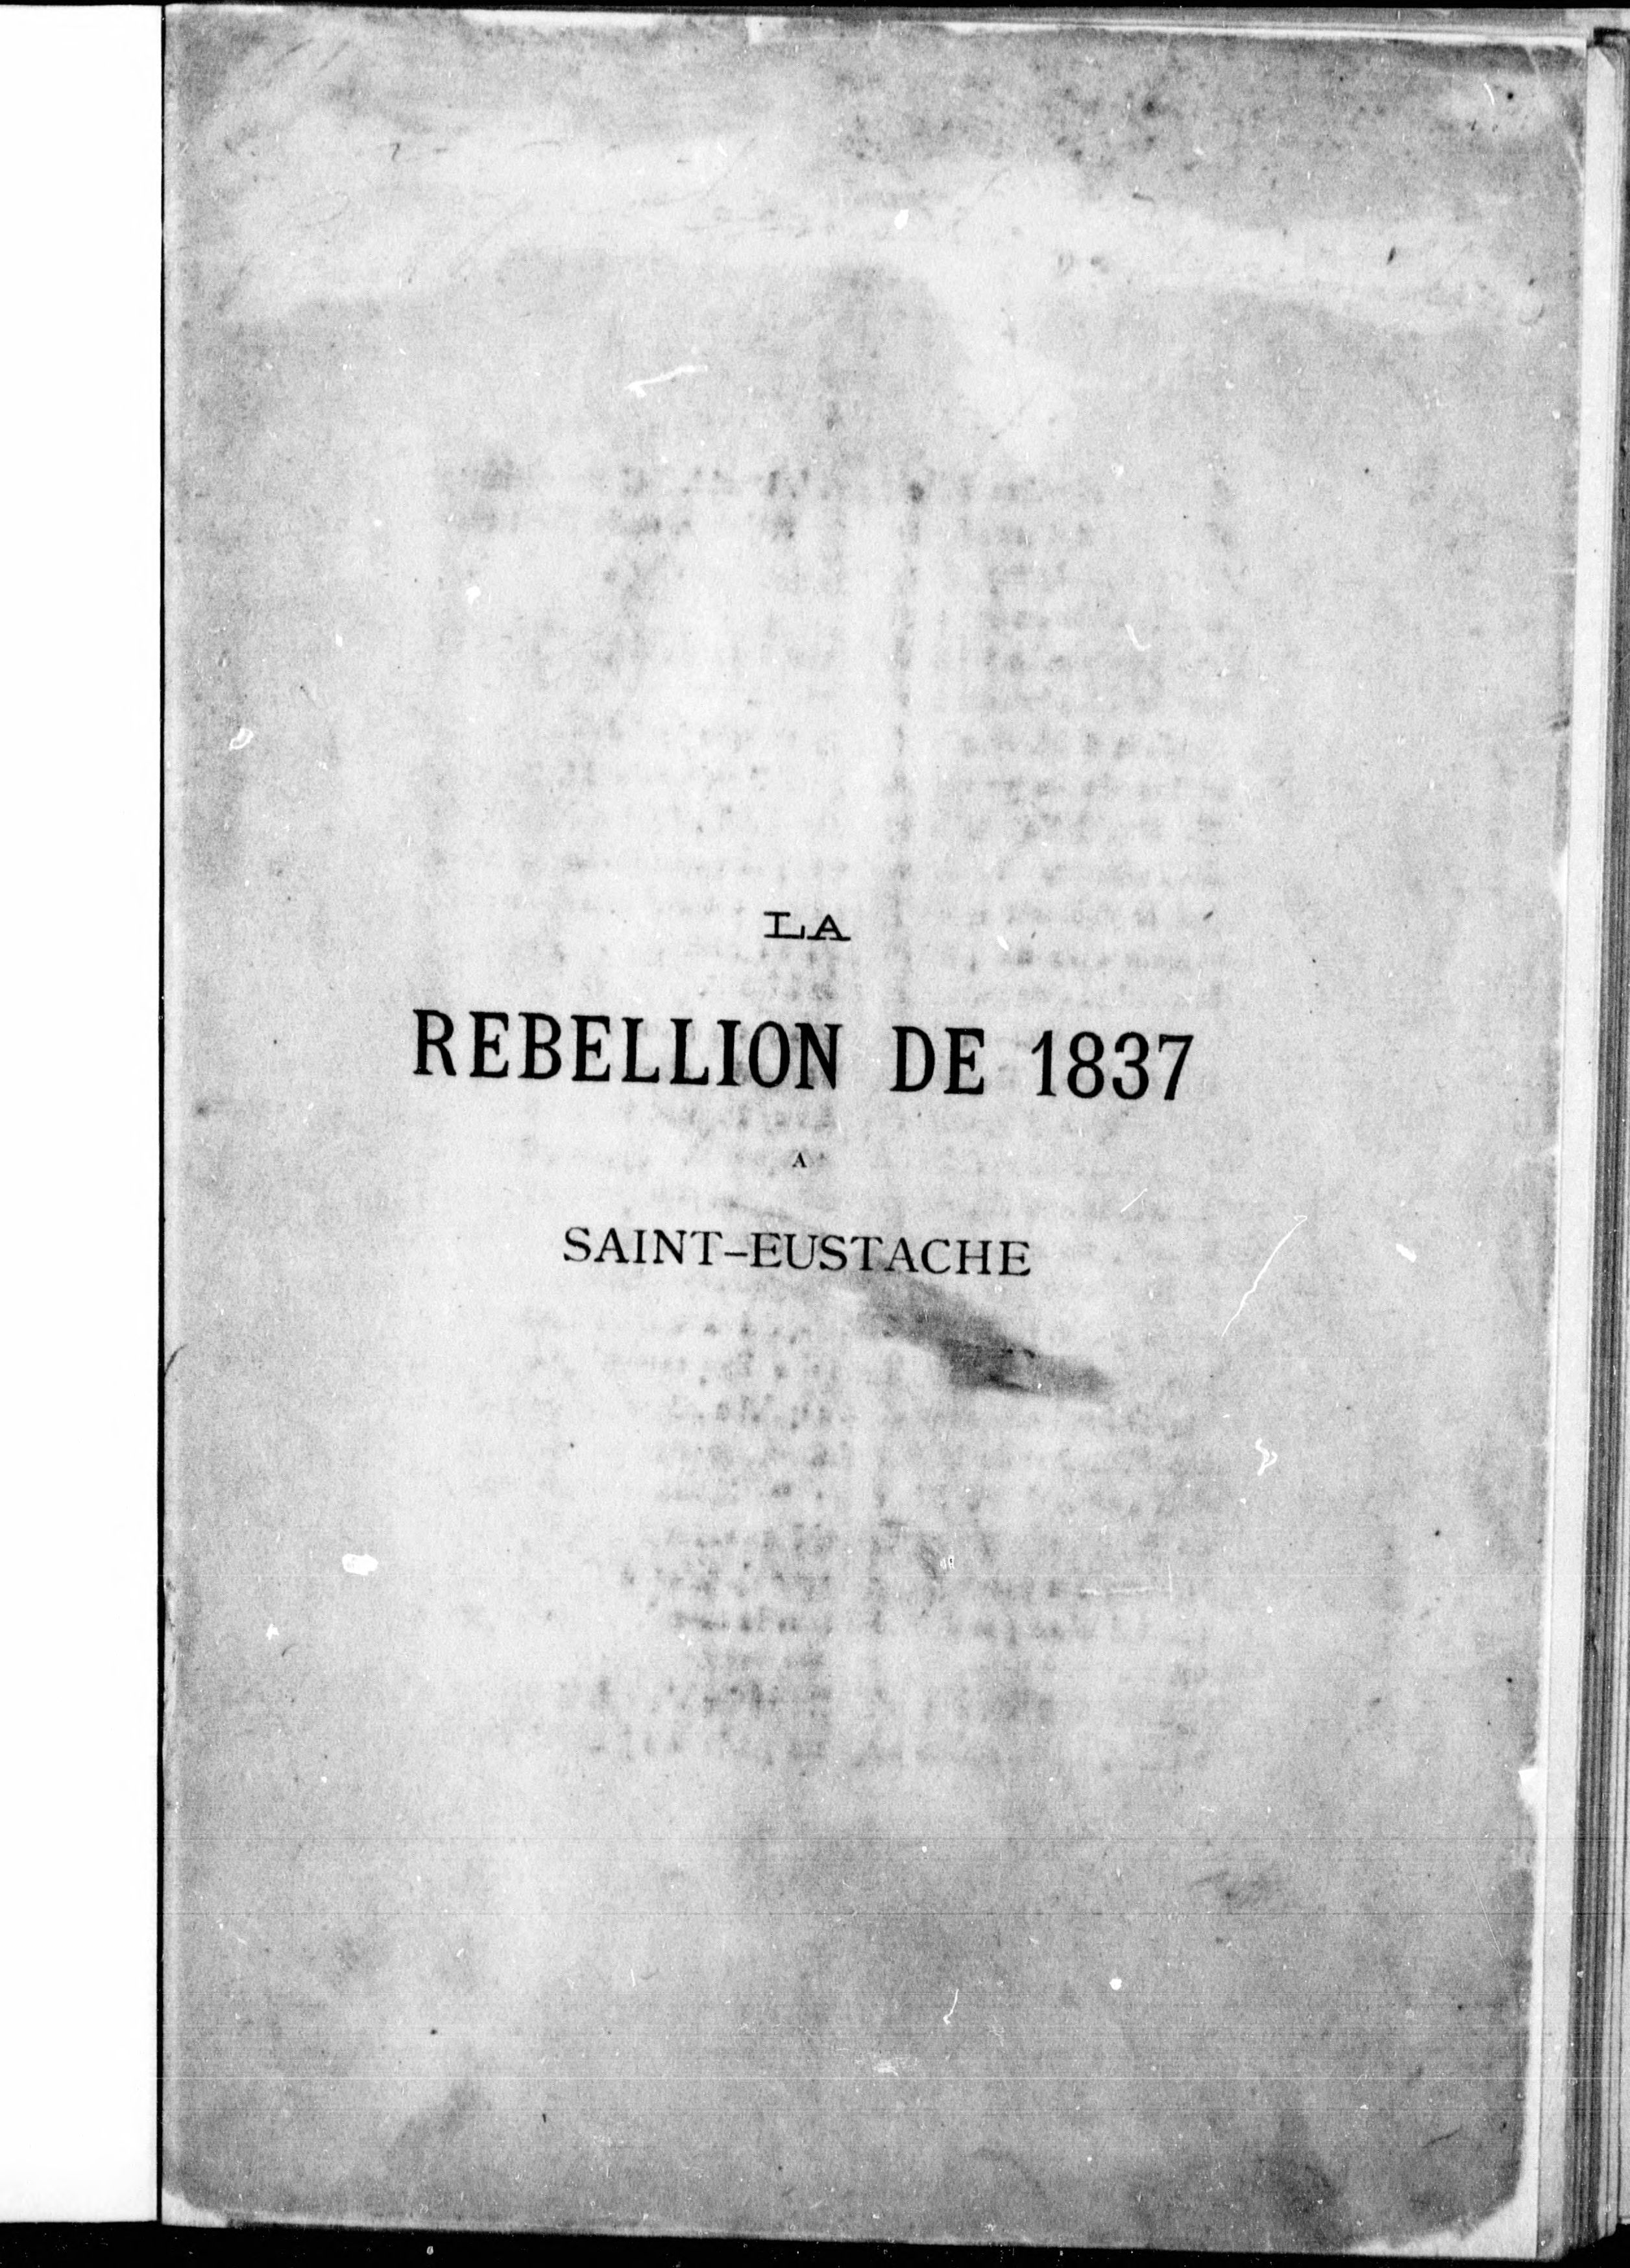 LA
REBELLION DE 1837
A
SAINT-EUSTACHE